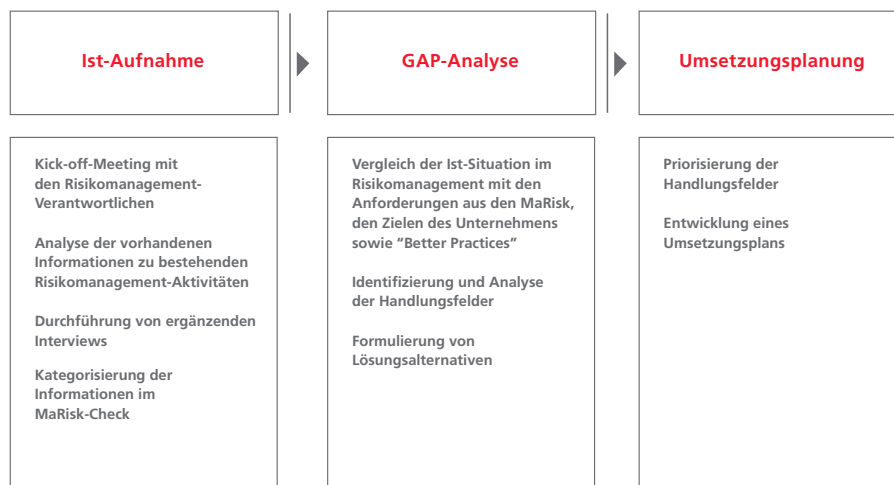 Ist-Aufnahme
GAP-Analyse
Umsetzungsplanung
Kick-off-Meeting mit
den Risikomanagement-
Verantwortlichen
Analyse der vorhandenen
Informationen zu bestehenden
Risikomanagement-Aktivitäten
Durchführung von ergänzenden
Interviews
Kategorisierung der
Informationen im
MaRisk-Check
Vergleich der Ist-Situation im
Risikomanagement mit den
Anforderungen aus den MaRisk,
den Zielen des Unternehmens
sowie “Better Practices”
Identifizierung und Analyse
der Handlungsfelder
Formulierung von
Lösungsalternativen
Priorisierung der
Handlungsfelder
Entwicklung eines
Umsetzungsplans